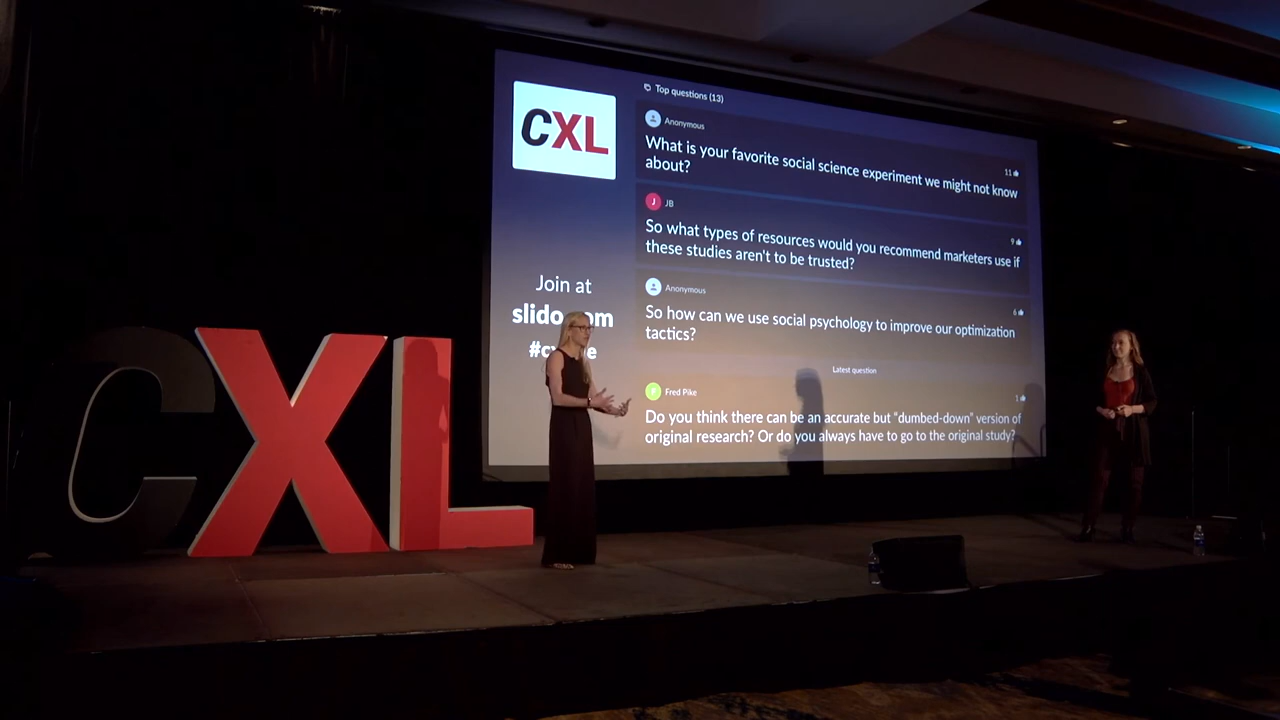 CXL
Top questions (13)
Anonymous
11
What is your favorite social science experiment we might not know
about?
J JB
9
So what types of resources would you recommend marketers use if
these studies aren't to be trusted?
Anonymous
6
So how can we use social psychology to improve our optimization
tactics?
Latest question
Fred Pike
1
Do you think there can be an accurate but "dumbed-down" version of
original research? Or do you always have to go to the original study?
Join at
CXL